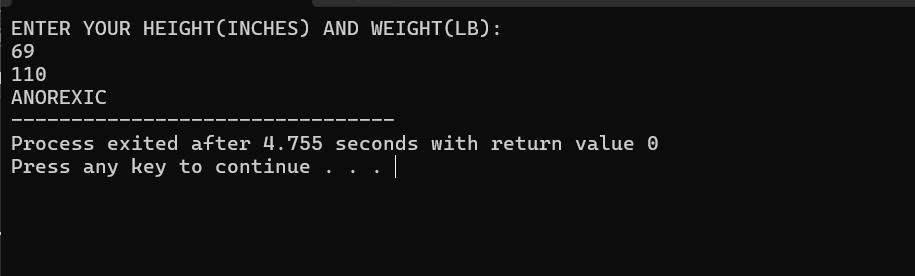 ENTER YOUR HEIGHT(INCHES) AND WEIGHT(LB):
69
110
ANOREXIC
--------------------------------
Process exited after 4.755 seconds with return value 0
Press any key to continue . . .